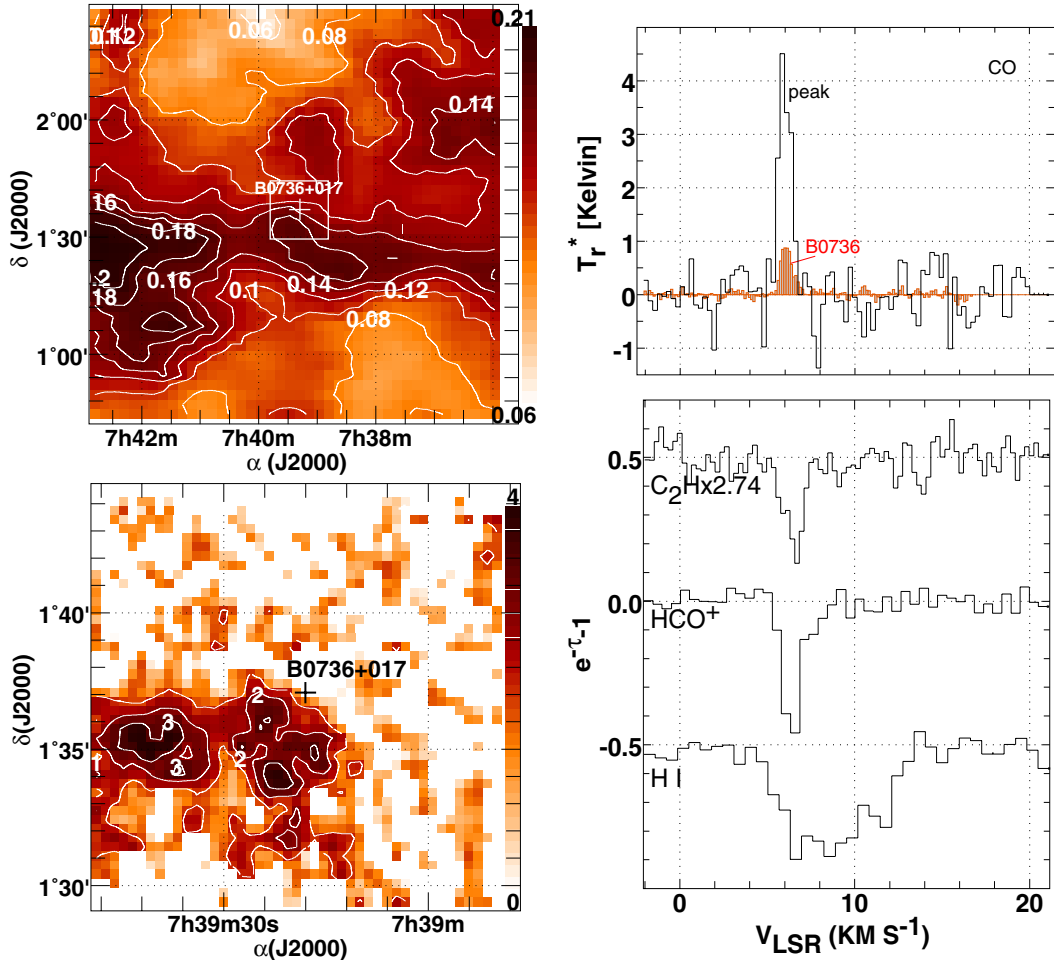 0.1
0.12
0.06
0.08
0.21
0.14
2°00'
B0736+017
16
0.18
1°30'
.2
0.16
0.14
18
0.1
0.12
0.08
1°00'
0.06
δ (J2000)
7h42m
7h40m
7h38m
α (J2000)
4
1°40'
B0736+017
2
3
1°35'
1
3
2
1°30'
0
δ(J2000)
7h39m30s
7h39m
α(J2000)
CO
4
peak
3
2
1
B0736
0
-1
Tr* [Kelvin]
0.5
C2Hx2.74
0.0
HCO+
-0.5
H I
e-τ-1
0
10
20
VLSR (KM S-1)